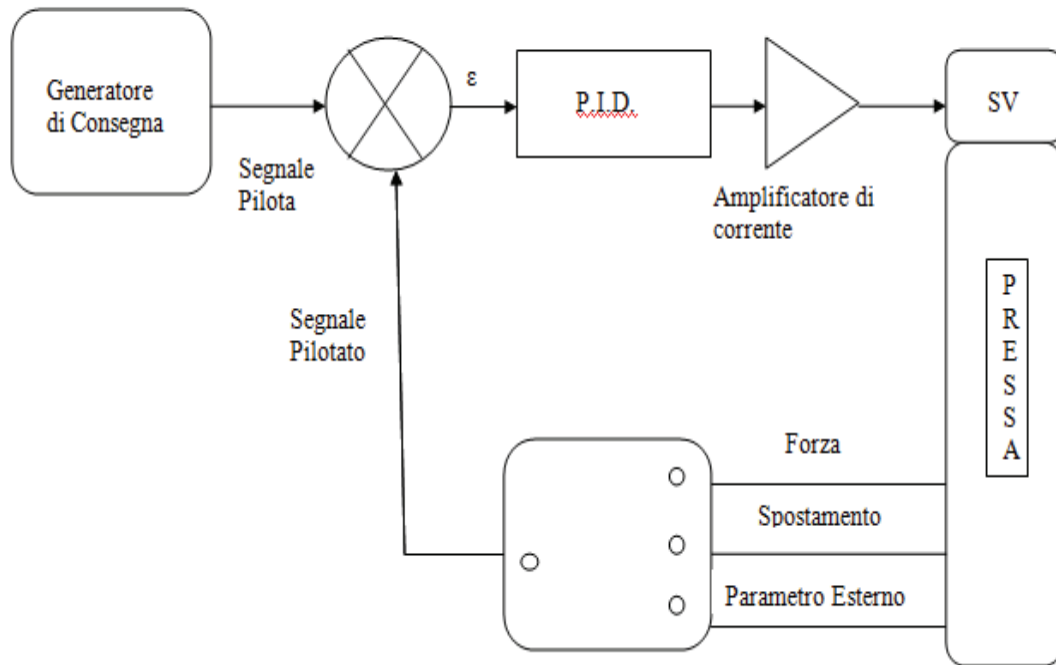 Generatore
di Consegna
Segnale
Pilota
ε
P.I.D.
Amplificatore di
corrente
SV
Segnale
Pilotato
P
R
E
S
S
A
Forza
Spostamento
Parametro Esterno